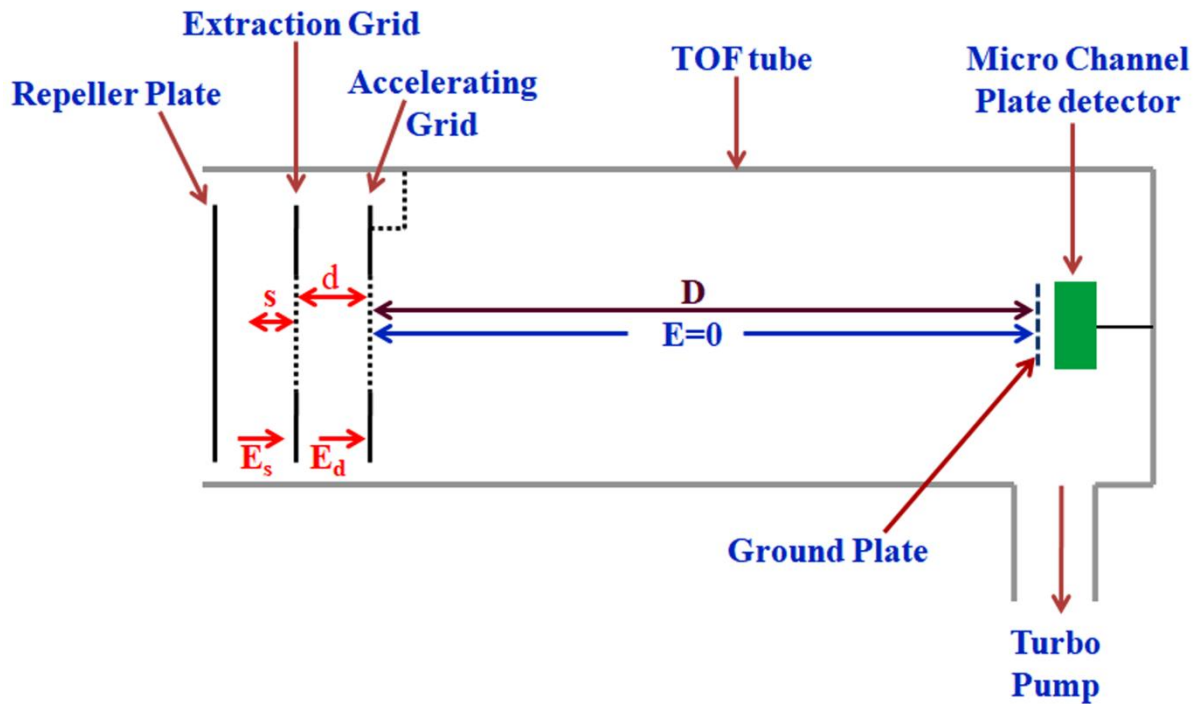 Extraction Grid
Repeller Plate
Accelerating
Grid
TOF tube
Micro Channel
Plate detector
d
s
D
E=0
Es
Ed
Ground Plate
Turbo
Pump